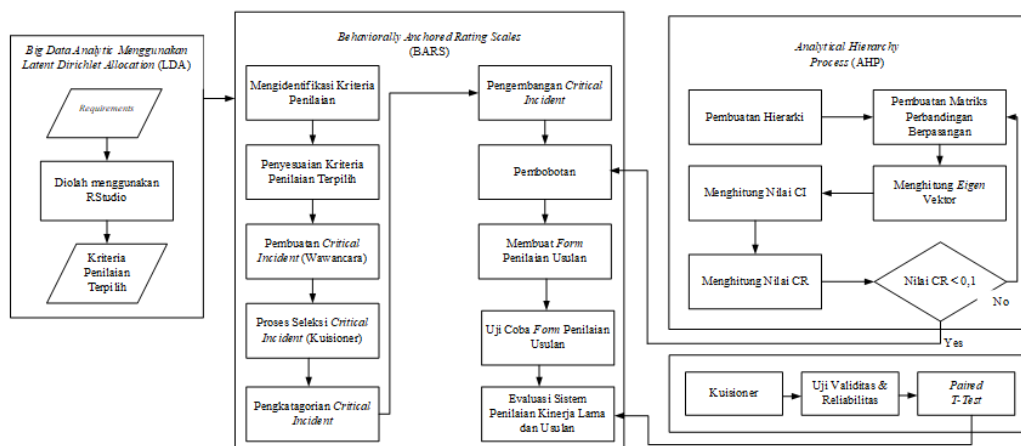 Big Data Analytic Menggunakan
Latent Dirichlet Allocation (LDA)
Requirements
Diolah menggunakan
RStudio
Kriteria
Penilaian
Terpilih
Behaviorally Anchored Rating Scales
(BARS)
Mengidentifikasi Kriteria
Penilaian
Penyesuaian Kriteria
Penilaian Terpilih
Pembuatan Critical
Incident (Wawancara)
Proses Seleksi Critical
Incident (Kuisioner)
Pengkatagorian Critical
Incident
Pengembangan Critical
Incident
Pembobotan
Membuat Form
Penilaian Usulan
Uji Coba Form Penilaian
Usulan
Evaluasi Sistem
Penilaian Kinerja Lama
dan Usulan
Analytical Hierarchy
Process (AHP)
Pembuatan Hierarki
Pembuatan Matriks
Perbandingan
Berpasangan
Menghitung Nilai CI
Menghitung Eigen
Vektor
Menghitung Nilai CR
Nilai CR < 0,1
No
Yes
Kuisioner
Uji Validitas &
Reliabilitas
Paired
T-Test